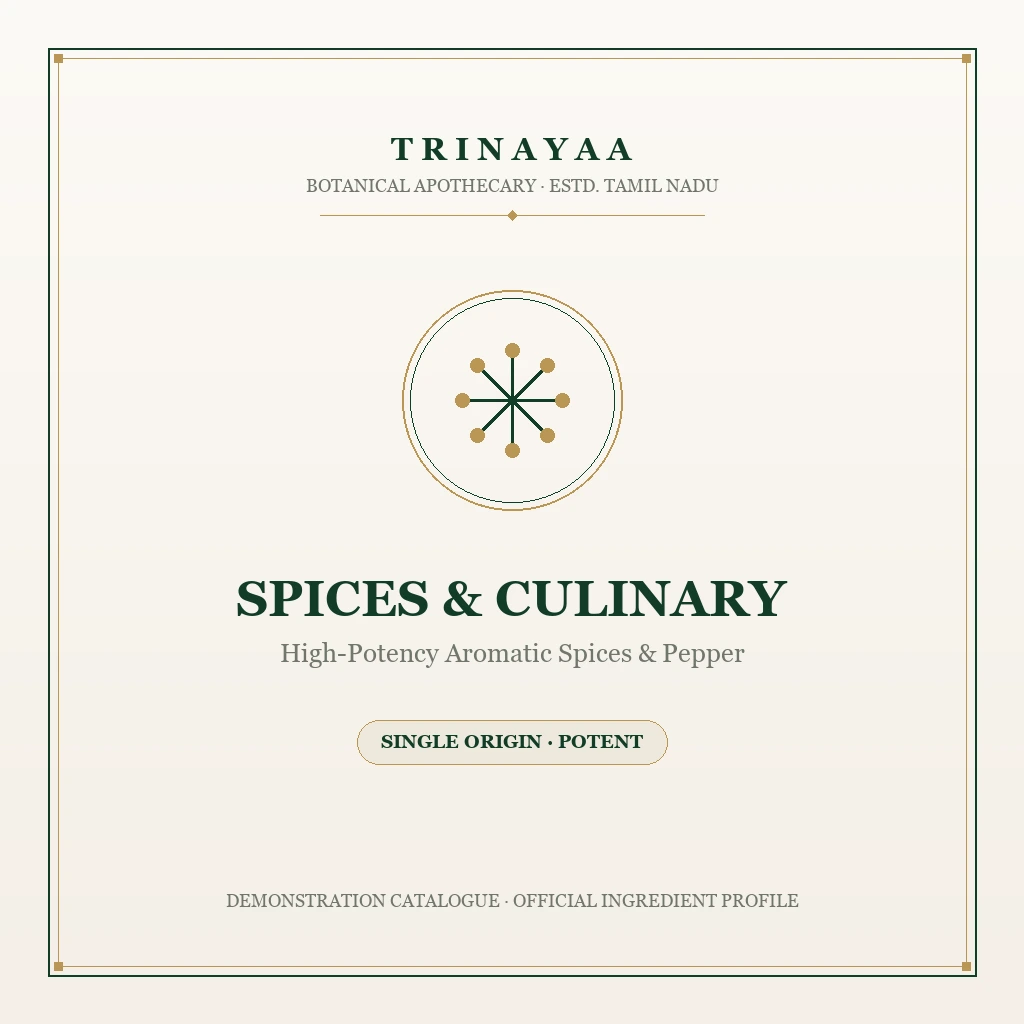 TRINAYAA
BOTANICAL APOTHECARY · ESTD. TAMIL NADU
SPICES & CULINARY
High-Potency Aromatic Spices & Pepper
SINGLE ORIGIN · POTENT
DEMONSTRATION CATALOGUE · OFFICIAL INGREDIENT PROFILE